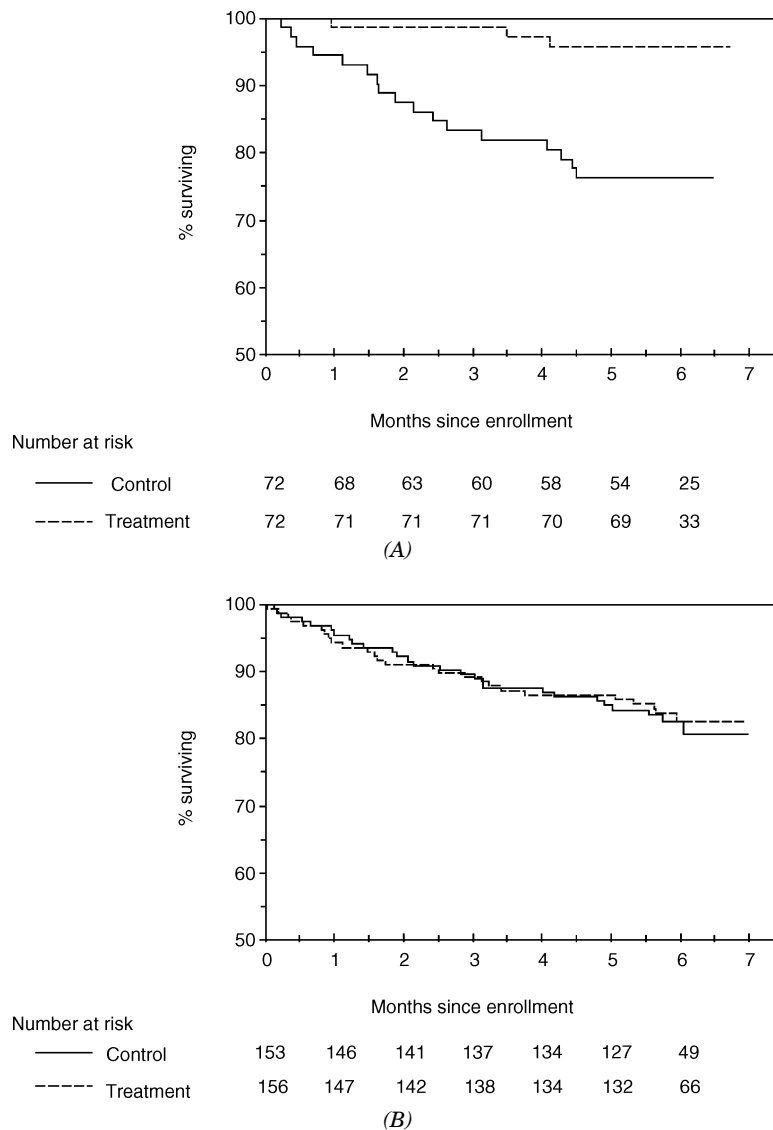 100
90
80
70
60
50
% surviving
0 1 2 3 4 5 6 7
Months since enrollment
Number at risk
Control 72 68 63 60 58 54 25
Treatment 72 71 71 71 70 69 33
(A)
100
90
80
70
60
50
% surviving
0 1 2 3 4 5 6 7
Months since enrollment
Number at risk
Control 153 146 141 137 134 127 49
Treatment 156 147 142 138 134 132 66
(B)